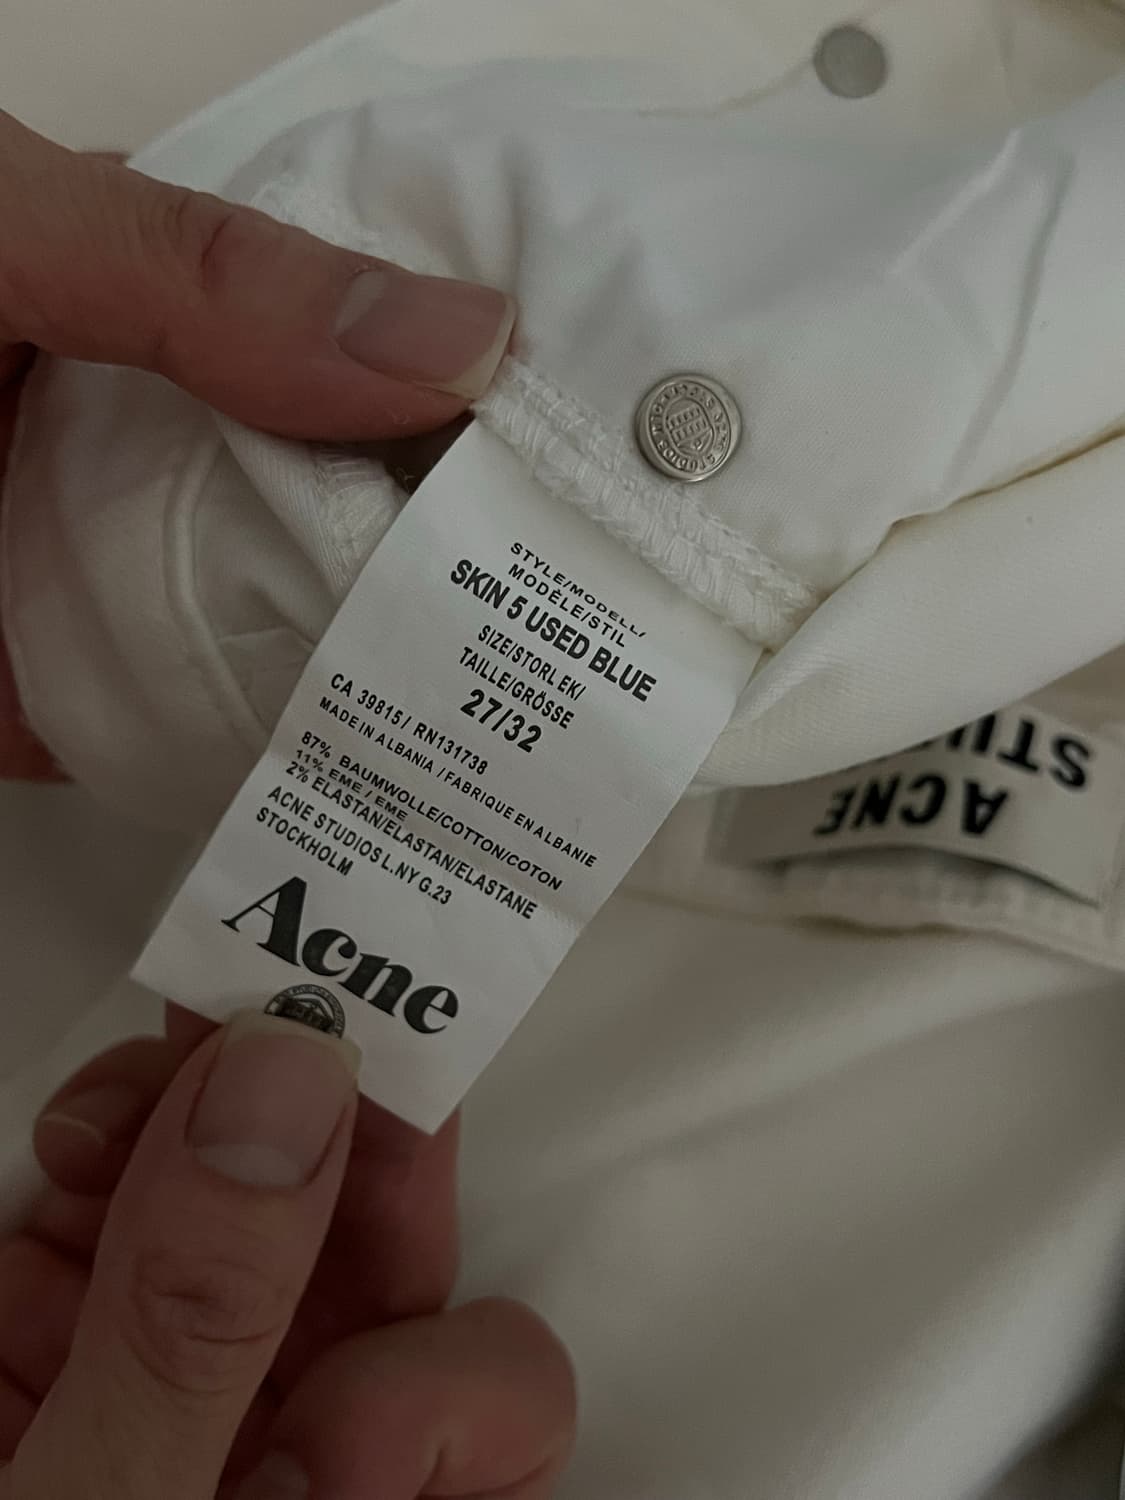 STYLE/MODELL/
MODÈLE/STIL
SKIN 5 USED BLUE
SIZE/STORL EK/
TAILLE/GRÖSSE
27/32
CA 39815/ RN131738
MADE IN ALBANIA / FABRIQUE EN ALBANIE
87% BAUMWOLLE/COTTON/COTON
11% EME / EME
2% ELASTAN/ELASTAN/ELASTANE
ACNE STUDIOS L.NY G.23
STOCKHOLM
Acne
ACNE